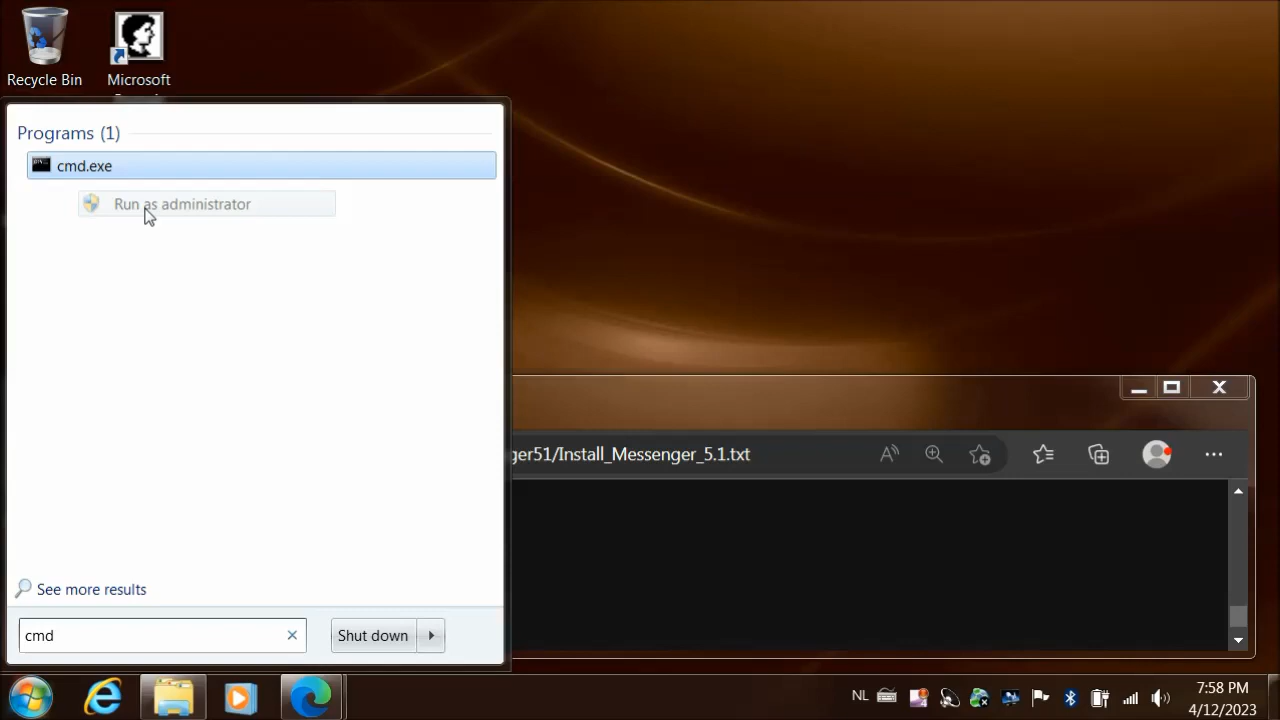 Recycle Bin
Microsoft
Programs (1)
cmd.exe
Run as administrator
ger51/Install_Messenger_5.1.txt
See more results
cmd
Shut down
NL
7:58 PM
4/12/2023